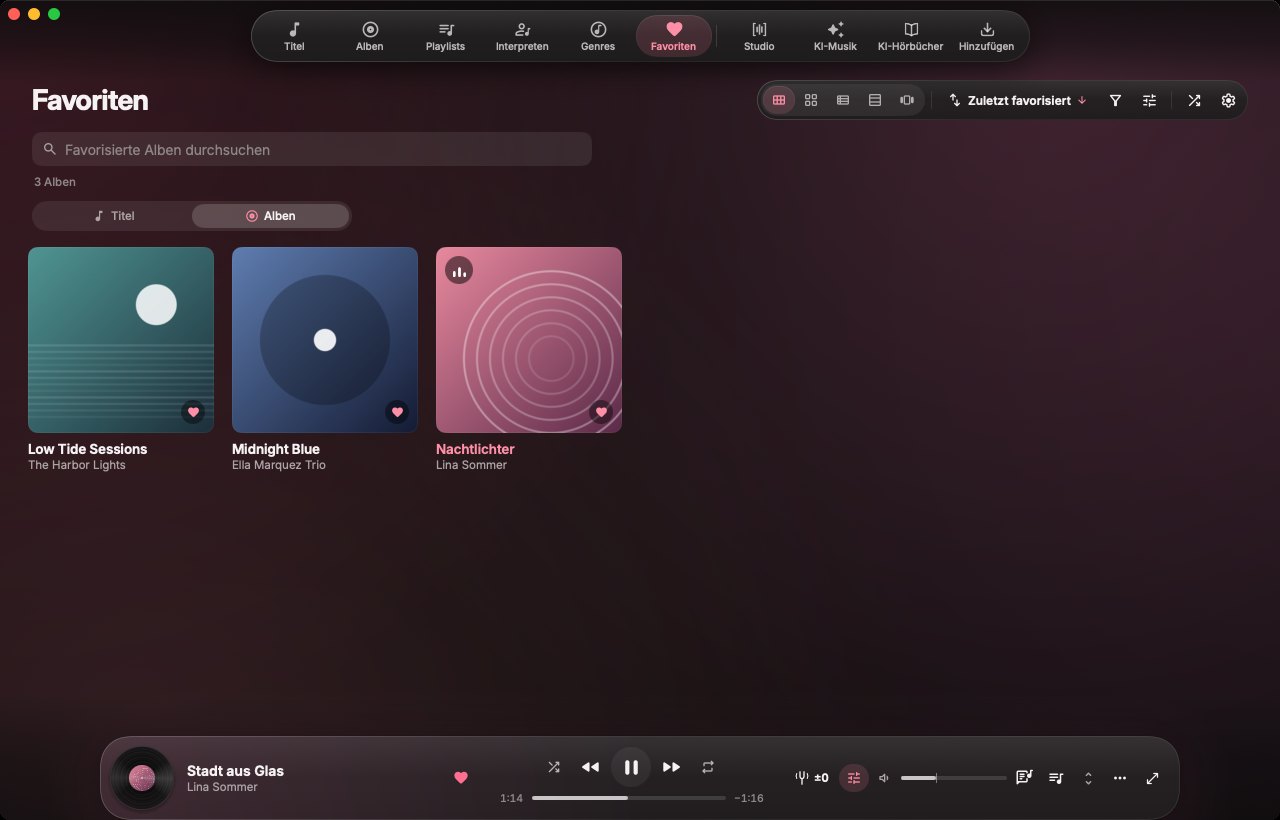 Titel
Alben
Playlists
Interpreten
Genres
Favoriten
Studio
KI-Musik
KI-Hörbücher
Hinzufügen
Favoriten
Zuletzt favorisiert
Favorisierte Alben durchsuchen
3 Alben
Titel
Alben
Low Tide Sessions
The Harbor Lights
Midnight Blue
Ella Marquez Trio
Nachtlichter
Lina Sommer
Stadt aus Glas
Lina Sommer
1:14
−1:16
±0